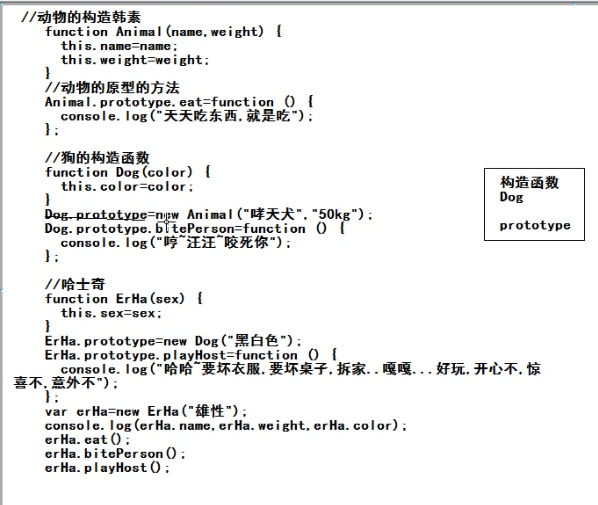 //动物的构造韩素
function Animal(name,weight) {
this.name=name;
this.weight=weight;
}
//动物的原型的方法
Animal.prototype.eat=function () {
console.log("天天吃东西,就是吃");
};
//狗的构造函数
function Dog(color) {
this.color=color;
}
Dog.prototype=new Animal("哮天犬","50kg");
Dog.prototype.bitePerson=function () {
console.log("哼~汪汪~咬死你");
};
//哈士奇
function ErHa(sex) {
this.sex=sex;
}
ErHa.prototype=new Dog("黑白色");
ErHa.prototype.playHost=function () {
console.log("哈哈~要坏衣服,要坏桌子,拆家..嘎嘎...好玩,开心不,惊
喜不,意外不");
};
var erHa=new ErHa("雄性");
console.log(erHa.name,erHa.weight,erHa.color);
erHa.eat();
erHa.bitePerson();
erHa.playHost();
构造函数
Dog
prototype